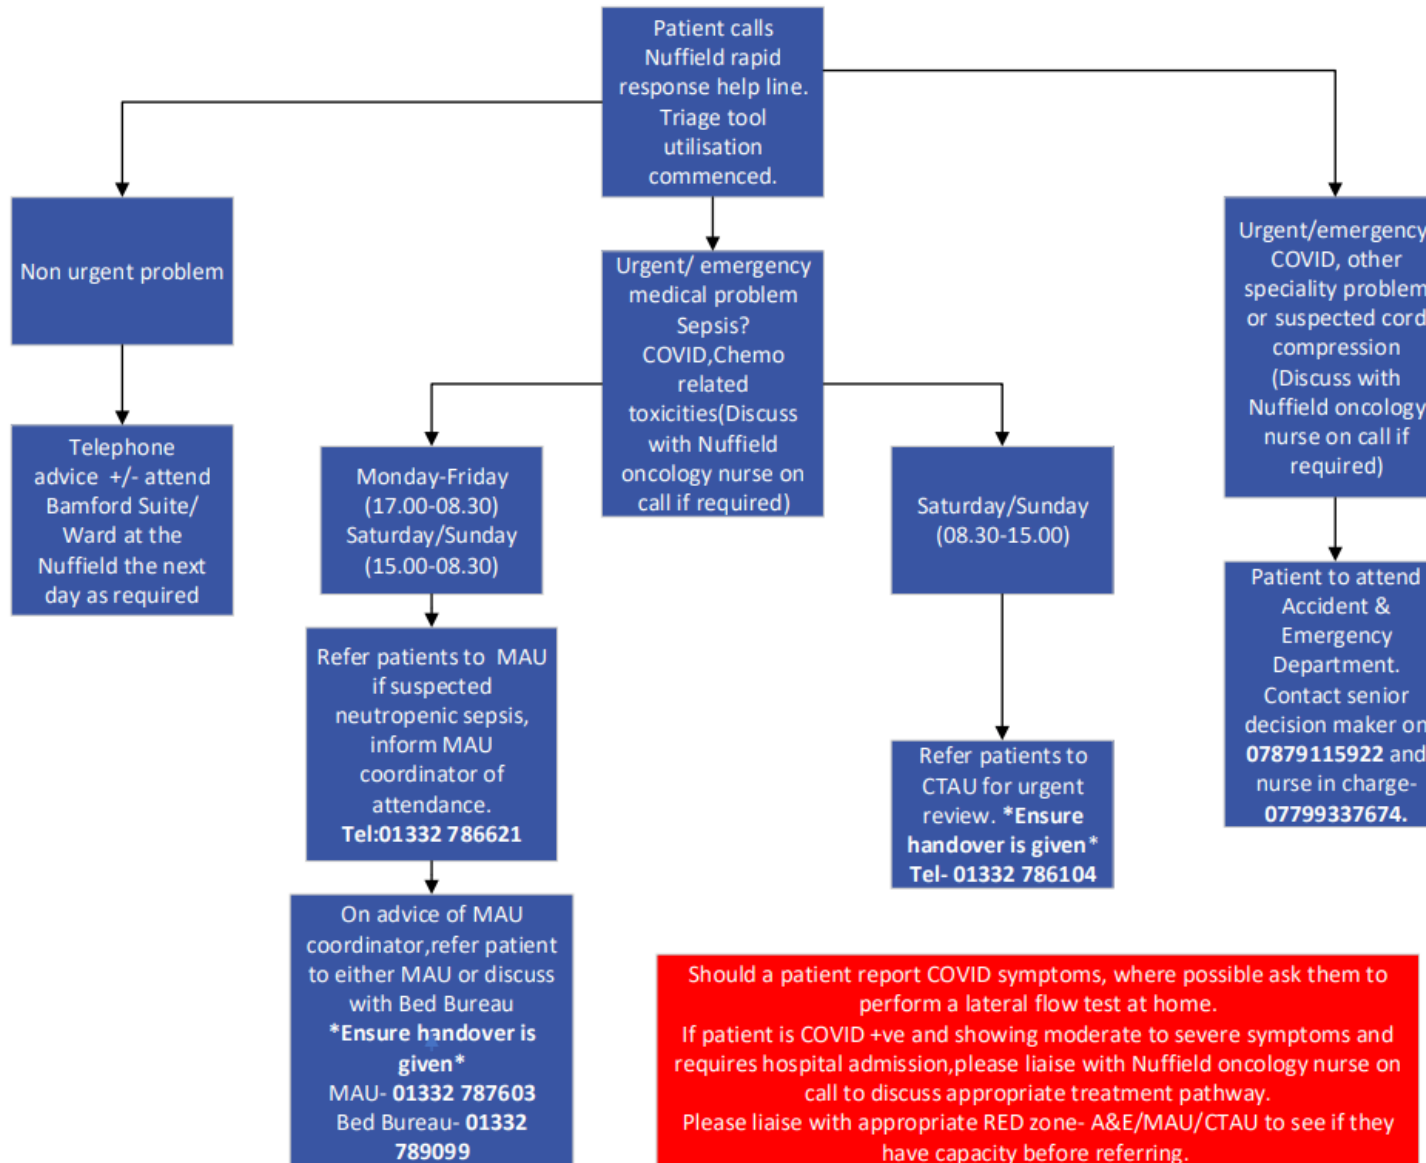 Patient calls
Nuffield rapid
response help line.
Triage tool
utilisation
commenced.
Non urgent problem
Telephone
advice +/- attend
Bamford Suite/
Ward at the
Nuffield the next
day as required
Urgent/ emergency
medical problem
Sepsis?
COVID,Chemo
related
toxicities(Discuss
with Nuffield
oncology nurse on
call if required)
Monday-Friday
(17.00-08.30)
Saturday/Sunday
(15.00-08.30)
Refer patients to MAU
if suspected
neutropenic sepsis,
inform MAU
coordinator of
attendance.
Tel:01332 786621
On advice of MAU
coordinator,refer patient
to either MAU or discuss
with Bed Bureau
*Ensure handover is
given*
MAU- 01332 787603
Bed Bureau- 01332
789099
Saturday/Sunday
(08.30-15.00)
Refer patients to
CTAU for urgent
review. *Ensure
handover is given*
Tel- 01332 786104
Urgent/emergency
COVID, other
speciality problem
or suspected cord
compression
(Discuss with
Nuffield oncology
nurse on call if
required)
Patient to attend
Accident &
Emergency
Department.
Contact senior
decision maker on
07879115922 and
nurse in charge-
07799337674.
Should a patient report COVID symptoms, where possible ask them to
perform a lateral flow test at home.
If patient is COVID +ve and showing moderate to severe symptoms and
requires hospital admission,please liaise with Nuffield oncology nurse on
call to discuss appropriate treatment pathway.
Please liaise with appropriate RED zone- A&E/MAU/CTAU to see if they
have capacity before referring.